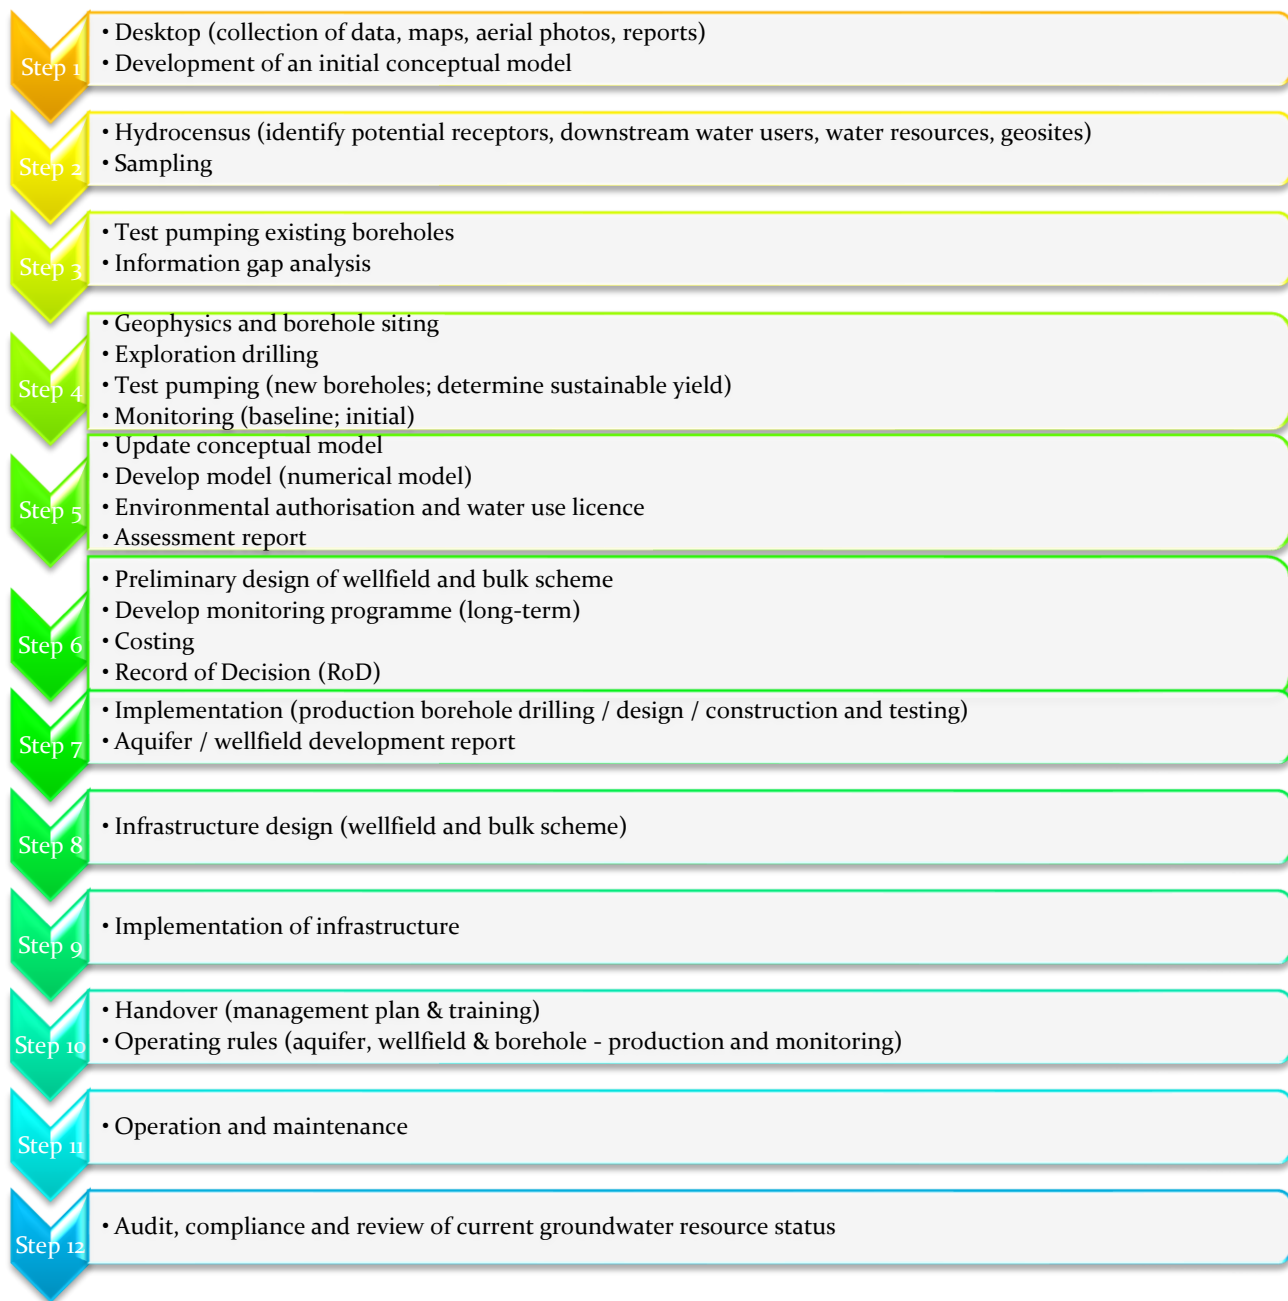 Step 1
• Desktop (collection of data, maps, aerial photos, reports)
• Development of an initial conceptual model
Step 2
• Hydrocensus (identify potential receptors, downstream water users, water resources, geosites)
• Sampling
Step 3
• Test pumping existing boreholes
• Information gap analysis
Step 4
• Geophysics and borehole siting
• Exploration drilling
• Test pumping (new boreholes; determine sustainable yield)
• Monitoring (baseline; initial)
Step 5
• Update conceptual model
• Develop model (numerical model)
• Environmental authorisation and water use licence
• Assessment report
Step 6
• Preliminary design of wellfield and bulk scheme
• Develop monitoring programme (long-term)
• Costing
• Record of Decision (RoD)
Step 7
• Implementation (production borehole drilling / design / construction and testing)
• Aquifer / wellfield development report
Step 8
• Infrastructure design (wellfield and bulk scheme)
Step 9
• Implementation of infrastructure
Step 10
• Handover (management plan & training)
• Operating rules (aquifer, wellfield & borehole - production and monitoring)
Step 11
• Operation and maintenance
Step 12
• Audit, compliance and review of current groundwater resource status